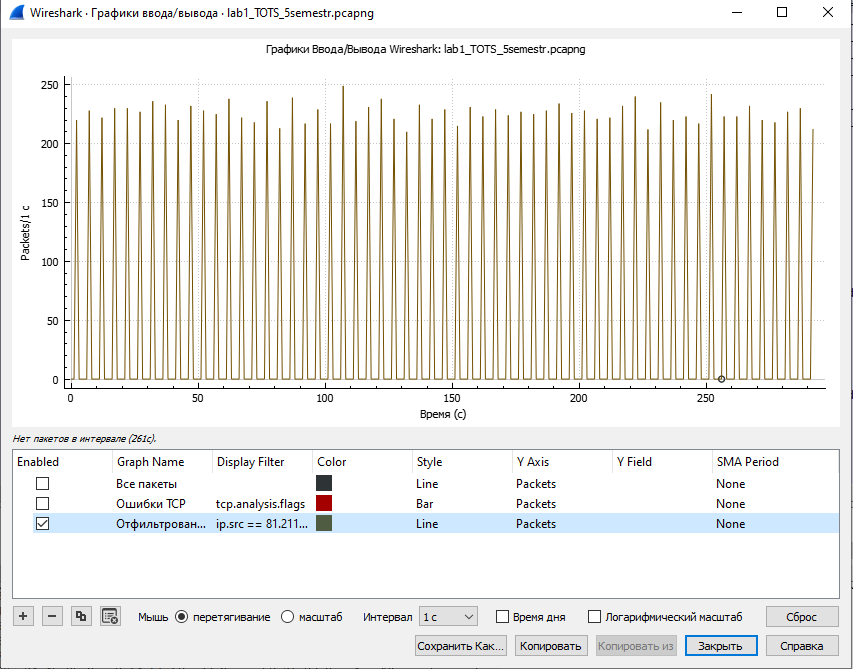 Wireshark · Графики ввода/вывода · lab1_TOTS_5semestr.pcapng
Графики Ввода/Вывода Wireshark: lab1_TOTS_5semestr.pcapng
250
200
150
100
50
0
Packets/1 с
0 50 100 150 200 250
Время (с)
Нет пакетов в интервале (261с).
Enabled Graph Name Display Filter Color Style Y Axis Y Field SMA Period
Все пакеты Line Packets None
Ошибки TCP tcp.analysis.flags Bar Packets None
Отфильтрован... ip.src == 81.211... Line Packets None
Мышь перетягивание масштаб Интервал 1 с Время дня Логарифмический масштаб Сброс
Сохранить Как... Копировать Копировать из Закрыть Справка